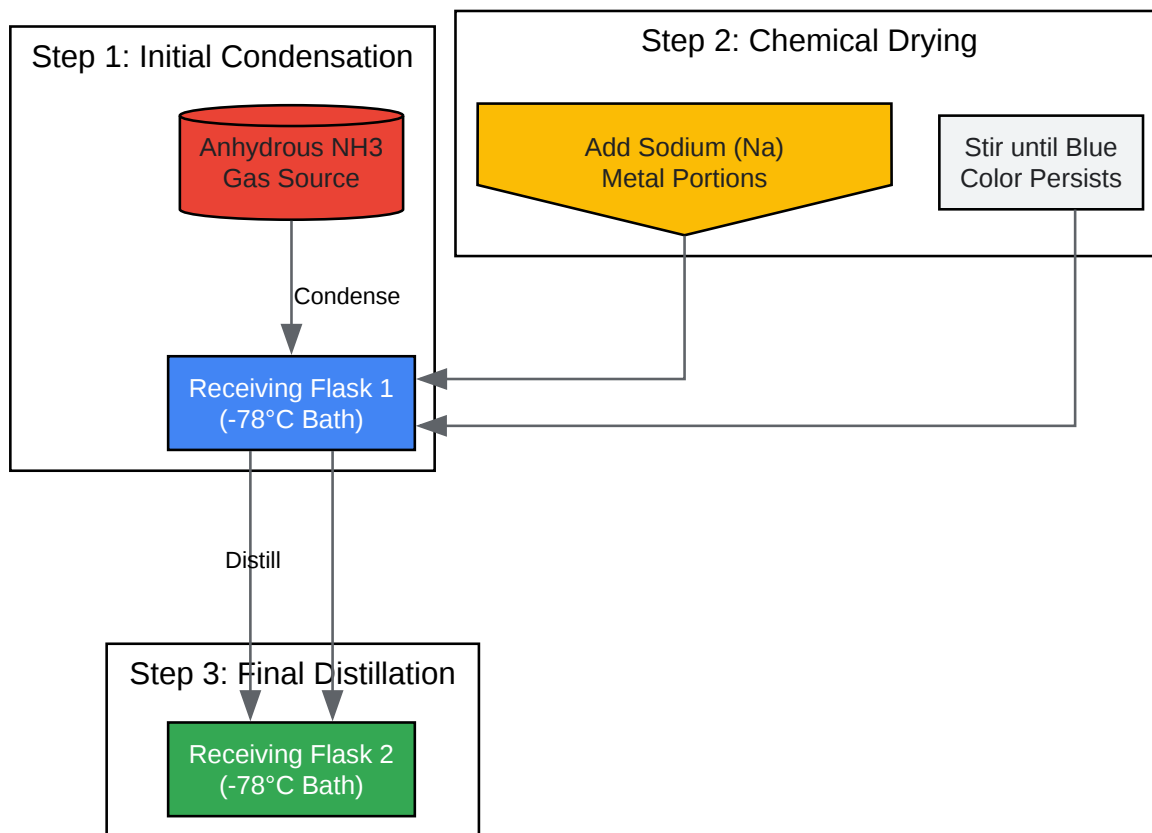 Step 1: Initial Condensation
Anhydrous NH3
Gas Source
Condense
Receiving Flask 1
(-78°C Bath)
Step 2: Chemical Drying
Add Sodium (Na)
Metal Portions
Stir until Blue
Color Persists
Distill
Step 3: Final Distillation
Receiving Flask 2
(-78°C Bath)